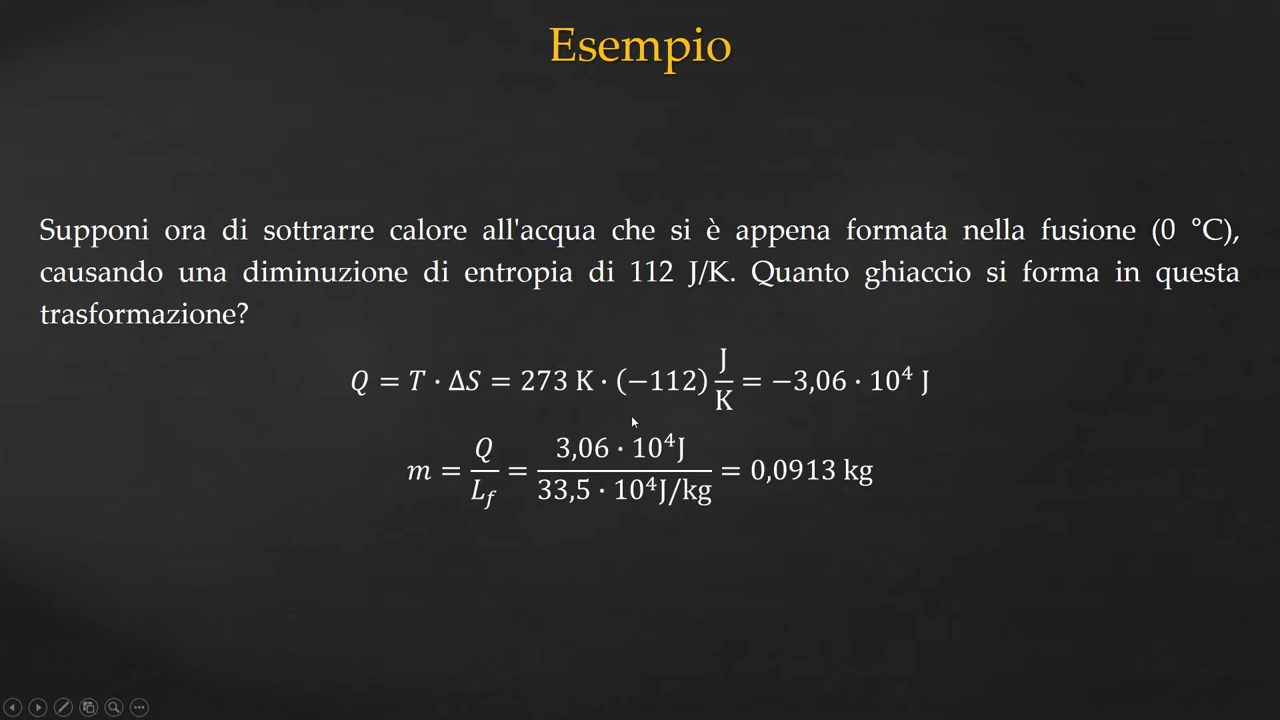 Esempio
Supponi ora di sottrarre calore all'acqua che si è appena formata nella fusione (0 °C),
causando una diminuzione di entropia di 112 J/K. Quanto ghiaccio si forma in questa
trasformazione?
Q = T · ΔS = 273 K · (−112) J/K = −3,06 · 10⁴ J
m = Q/L_f = 3,06 · 10⁴J / 33,5 · 10⁴J/kg = 0,0913 kg